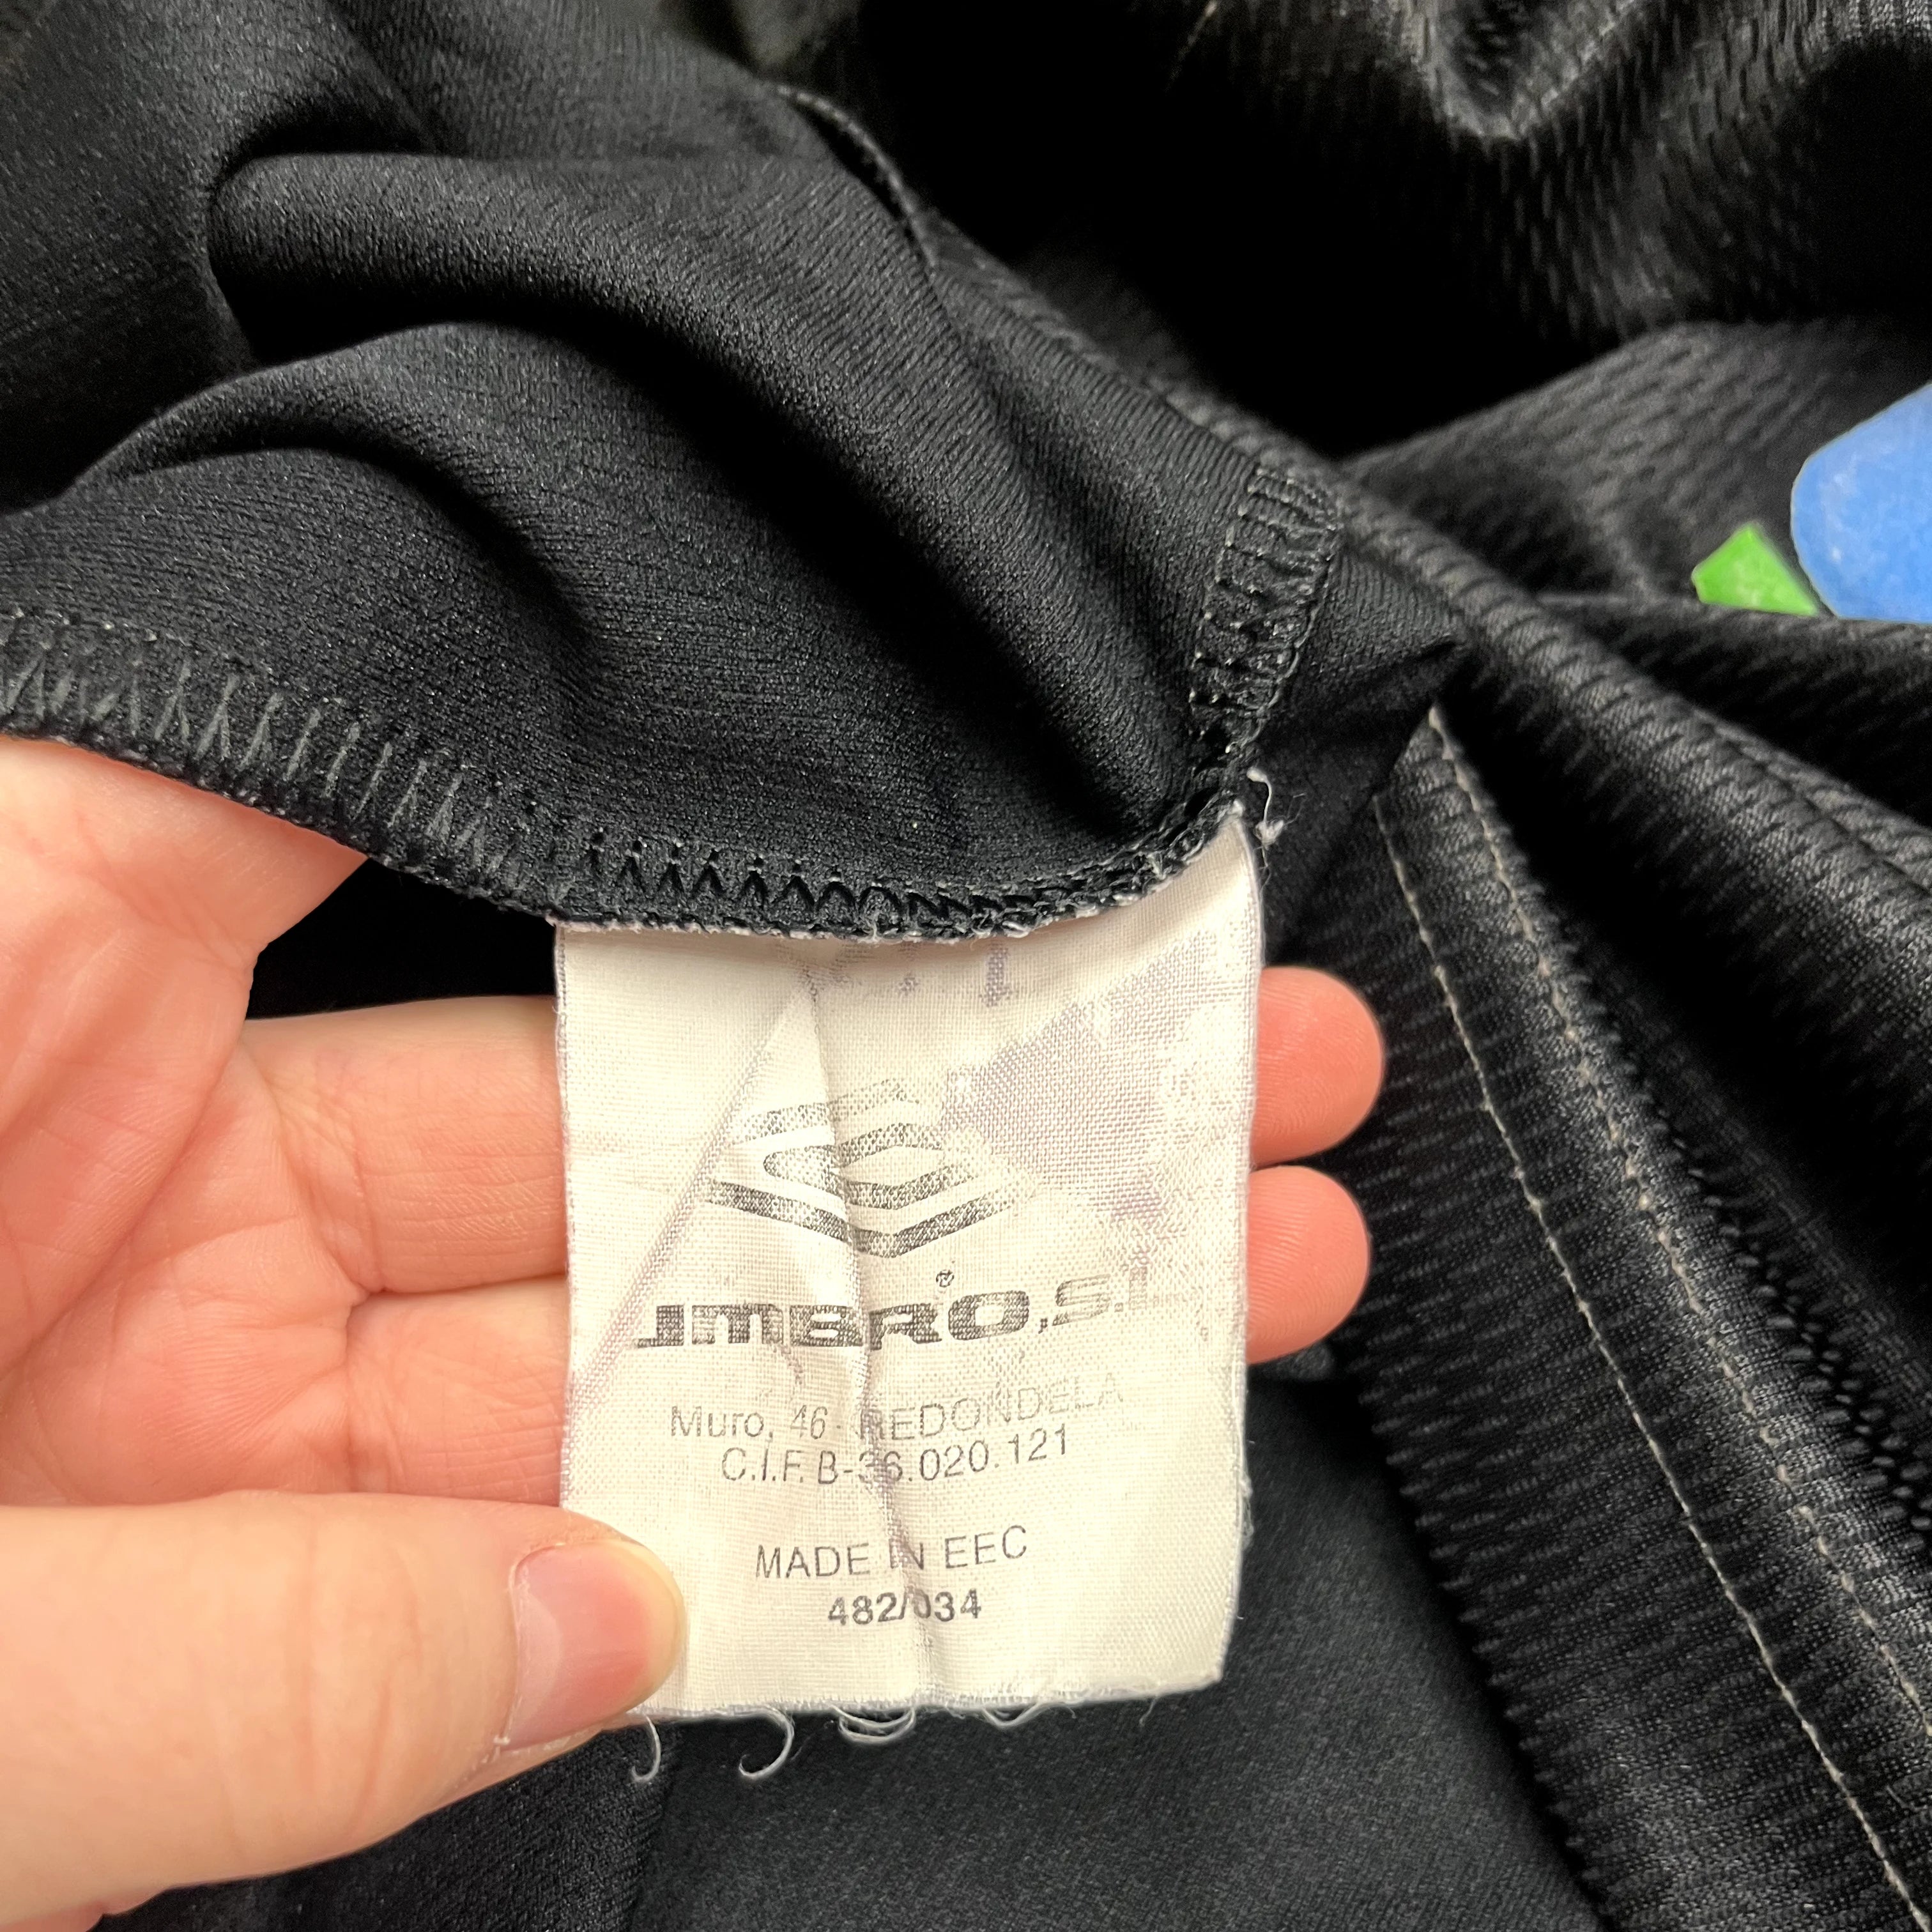 JMBRO, S.L
®
Muro, 46 - REDONDELA
C.I.F. B-36.020.121
MADE IN EEC
482/034